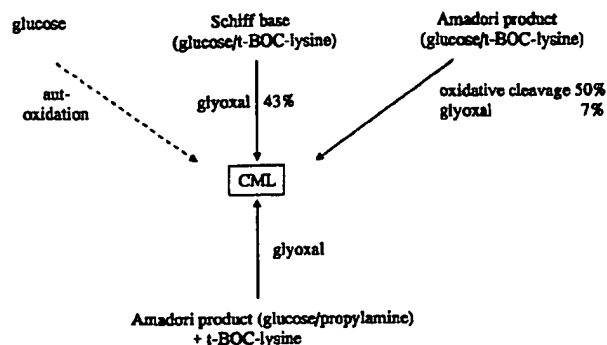 glucose
Schiff base
(glucose/t-BOC-lysine)
Amadori product
(glucose/t-BOC-lysine)
aut-
oxidation
glyoxal 43%
oxidative cleavage 50%
glyoxal 7%
CML
glyoxal
Amadori product (glucose/propylamine)
+ t-BOC-lysine